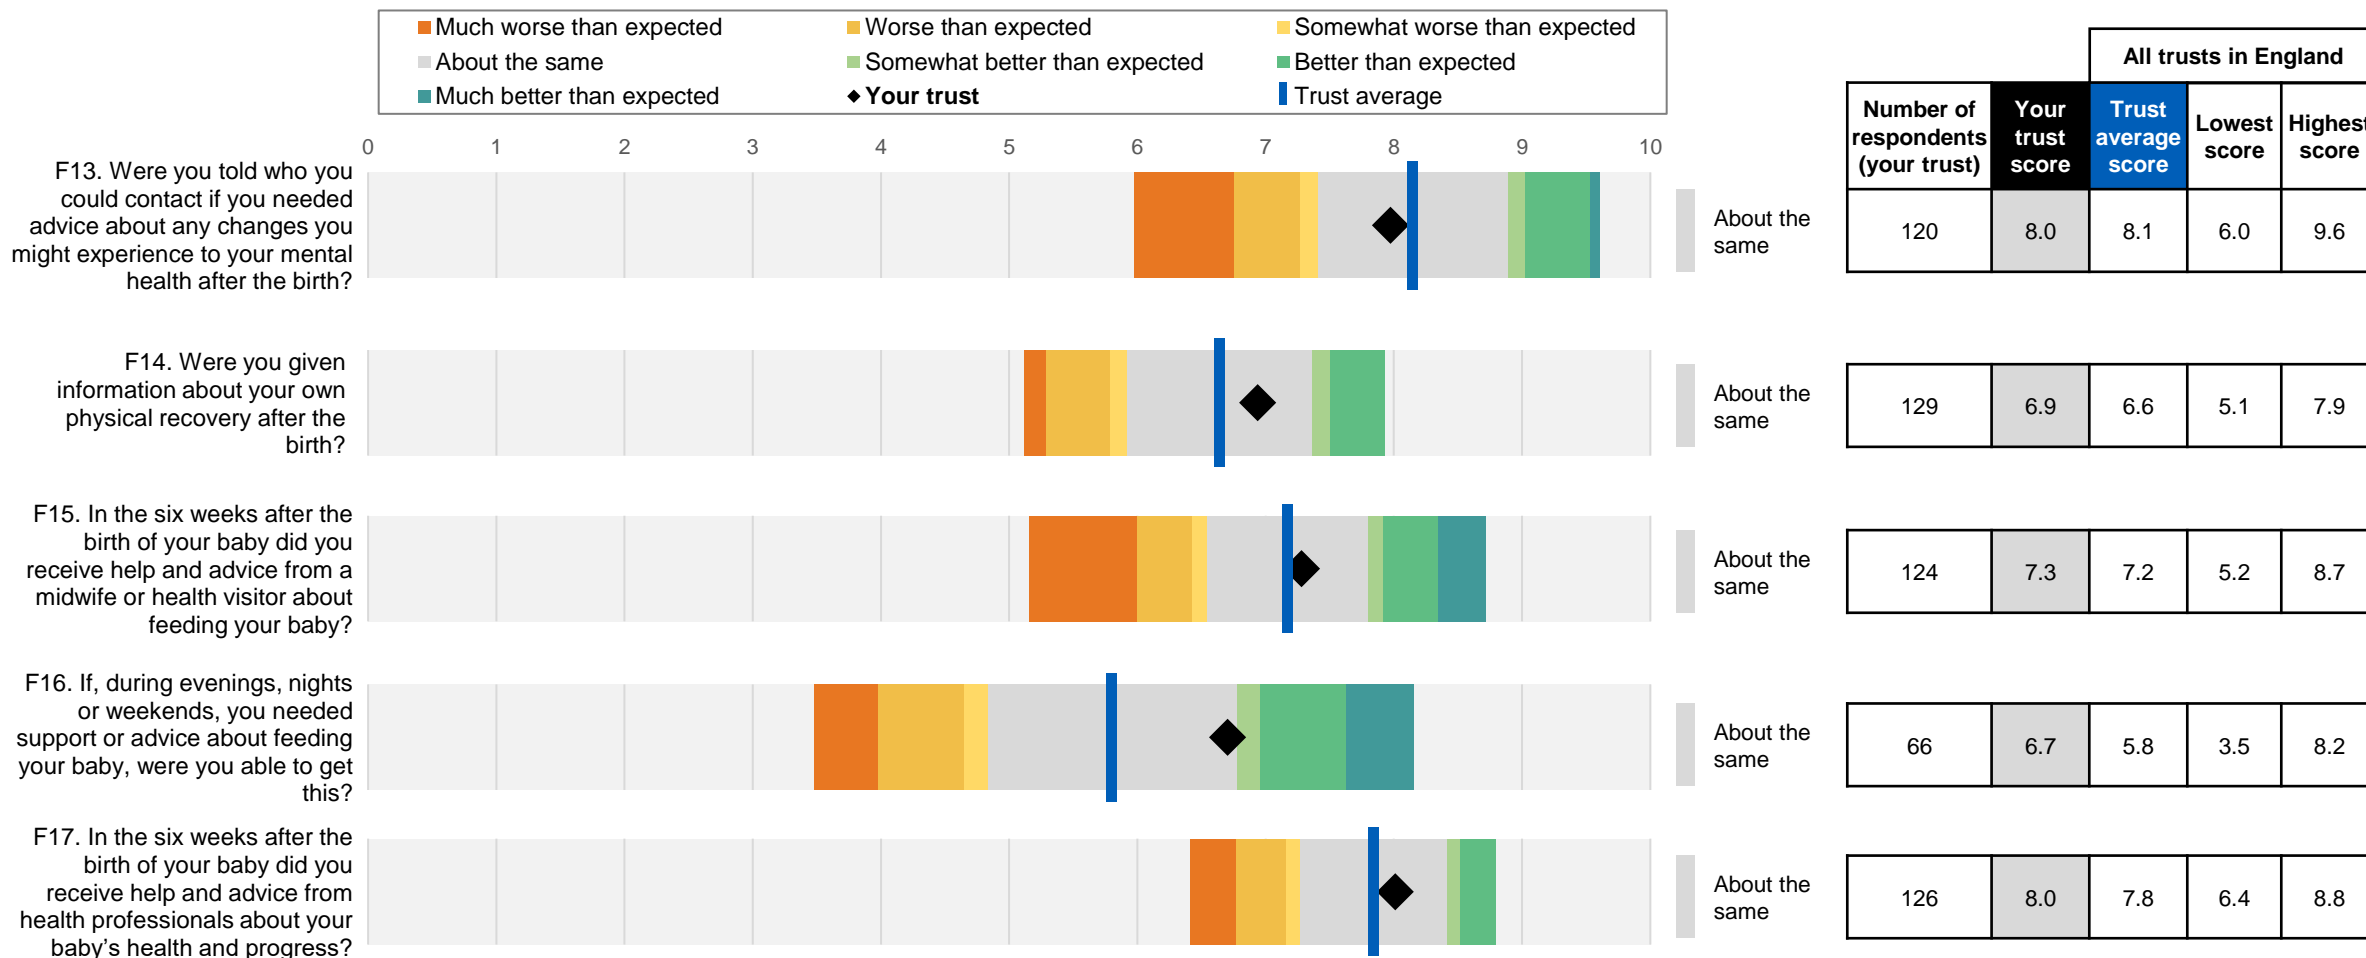 Much worse than expected
Worse than expected
Somewhat worse than expected
About the same
Somewhat better than expected
Better than expected
Much better than expected
Your trust
Trust average
All trusts in England
Number of
respondents
(your trust)
Your
trust
score
Trust
average
score
Lowest
score
Highest
score
0 1 2 3 4 5 6 7 8 9 10
F13. Were you told who you
could contact if you needed
advice about any changes you
might experience to your mental
health after the birth?
About the
same
120 8.0 8.1 6.0 9.6
F14. Were you given
information about your own
physical recovery after the
birth?
About the
same
129 6.9 6.6 5.1 7.9
F15. In the six weeks after the
birth of your baby did you
receive help and advice from a
midwife or health visitor about
feeding your baby?
About the
same
124 7.3 7.2 5.2 8.7
F16. If, during evenings, nights
or weekends, you needed
support or advice about feeding
your baby, were you able to get
this?
About the
same
66 6.7 5.8 3.5 8.2
F17. In the six weeks after the
birth of your baby did you
receive help and advice from
health professionals about your
baby's health and progress?
About the
same
126 8.0 7.8 6.4 8.8